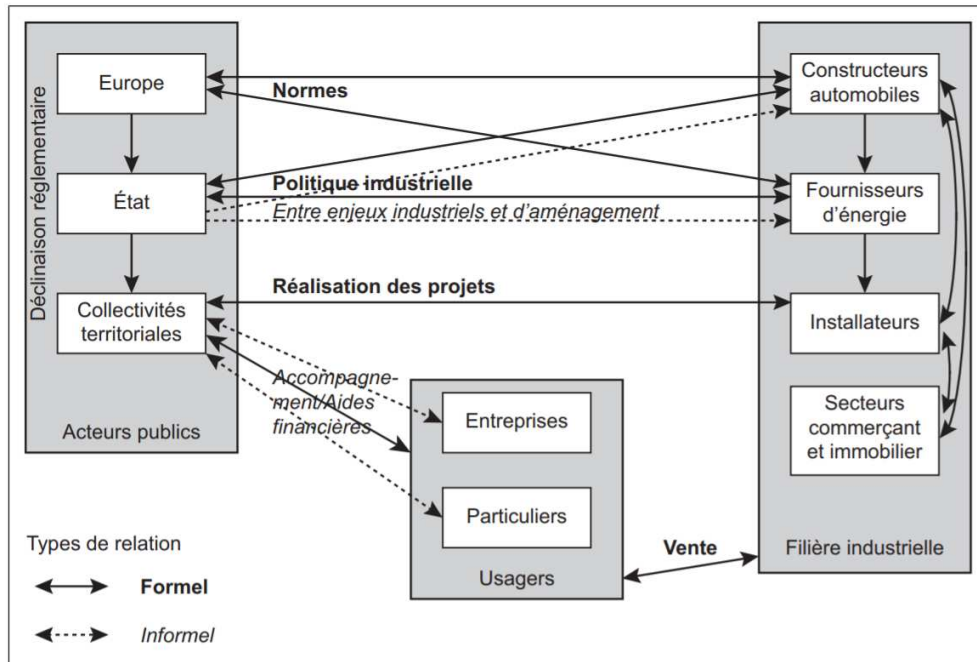 Déclinaison réglementaire
Europe
État
Collectivités
territoriales
Acteurs publics
Normes
Politique industrielle
Entre enjeux industriels et d’aménagement
Réalisation des projets
Accompagne-
ment/Aides
financières
Constructeurs
automobiles
Fournisseurs
d’énergie
Installateurs
Secteurs
commerçant
et immobilier
Filière industrielle
Entreprises
Particuliers
Usagers
Vente
Types de relation
Formel
Informel